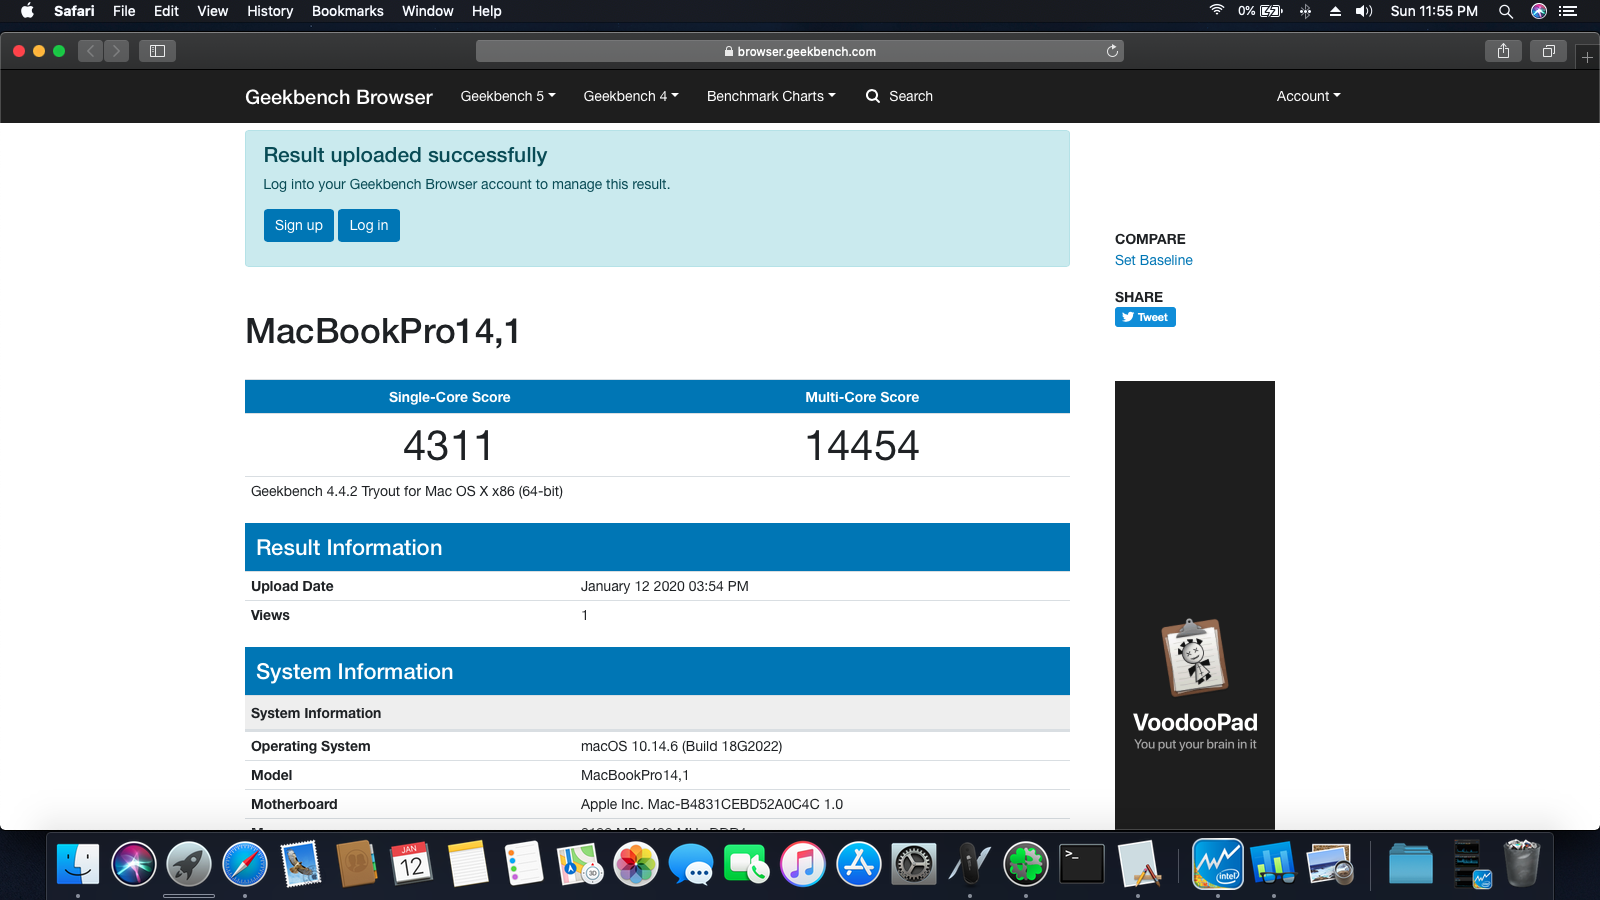 Safari File Edit View History Bookmarks Window Help 0% Sun 11:55 PM
browser.geekbench.com
Geekbench Browser Geekbench 5 Geekbench 4 Benchmark Charts Search Account
Result uploaded successfully
Log into your Geekbench Browser account to manage this result.
Sign up Log in
COMPARE
Set Baseline
SHARE
Tweet
MacBookPro14,1
Single-Core Score Multi-Core Score
4311 14454
Geekbench 4.4.2 Tryout for Mac OS X x86 (64-bit)
Result Information
Upload Date January 12 2020 03:54 PM
Views 1
System Information
System Information
Operating System macOS 10.14.6 (Build 18G2022)
Model MacBookPro14,1
Motherboard Apple Inc. Mac-B4831CEBD52A0C4C 1.0
VoodooPad
You put your brain in it
JAN
12
3D
>_
intel